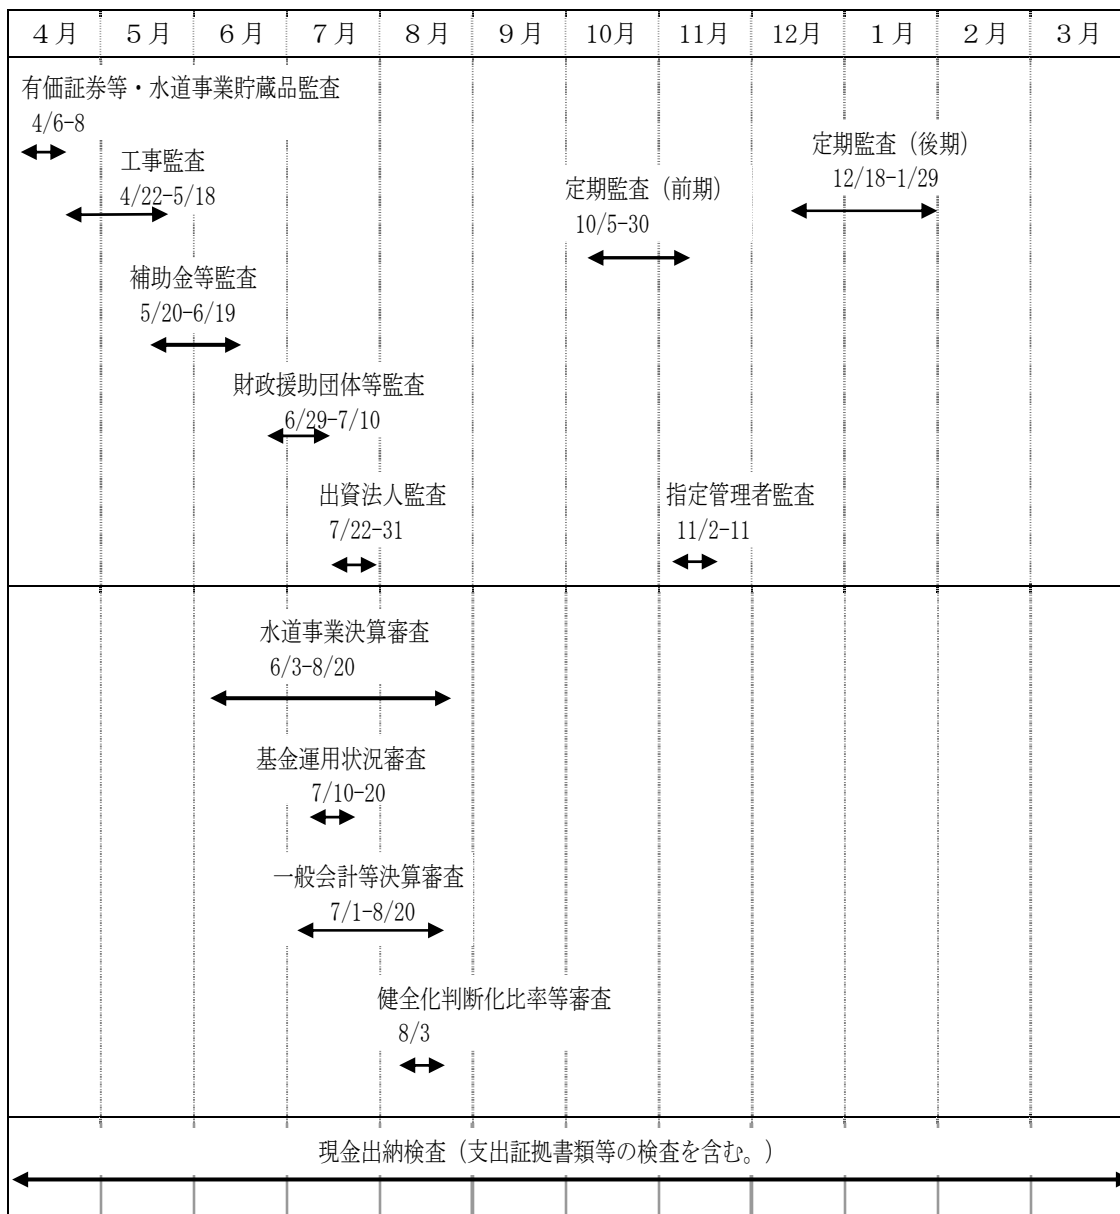 ４月 ５月 ６月 ７月 ８月 ９月 10月 11月 12月 １月 ２月 ３月
有価証券等・水道事業貯蔵品監査
4/6-8
工事監査
4/22-5/18
定期監査（後期）
12/18-1/29
定期監査（前期）
10/5-30
補助金等監査
5/20-6/19
財政援助団体等監査
6/29-7/10
出資法人監査
7/22-31
指定管理者監査
11/2-11
水道事業決算審査
6/3-8/20
基金運用状況審査
7/10-20
一般会計等決算審査
7/1-8/20
健全化判断化比率等審査
8/3
現金出納検査（支出証拠書類等の検査を含む。）